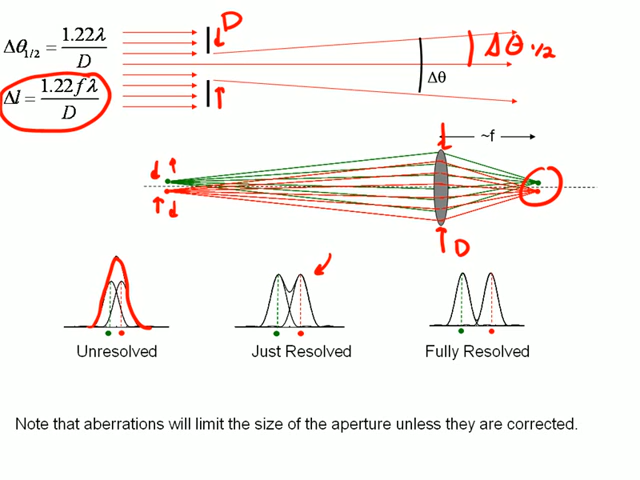 Δθ1/2 = 1.22λ / D
Δl = 1.22fλ / D
D
Δθ
Δθ 1/2
~f
D
Unresolved
Just Resolved
Fully Resolved
Note that aberrations will limit the size of the aperture unless they are corrected.